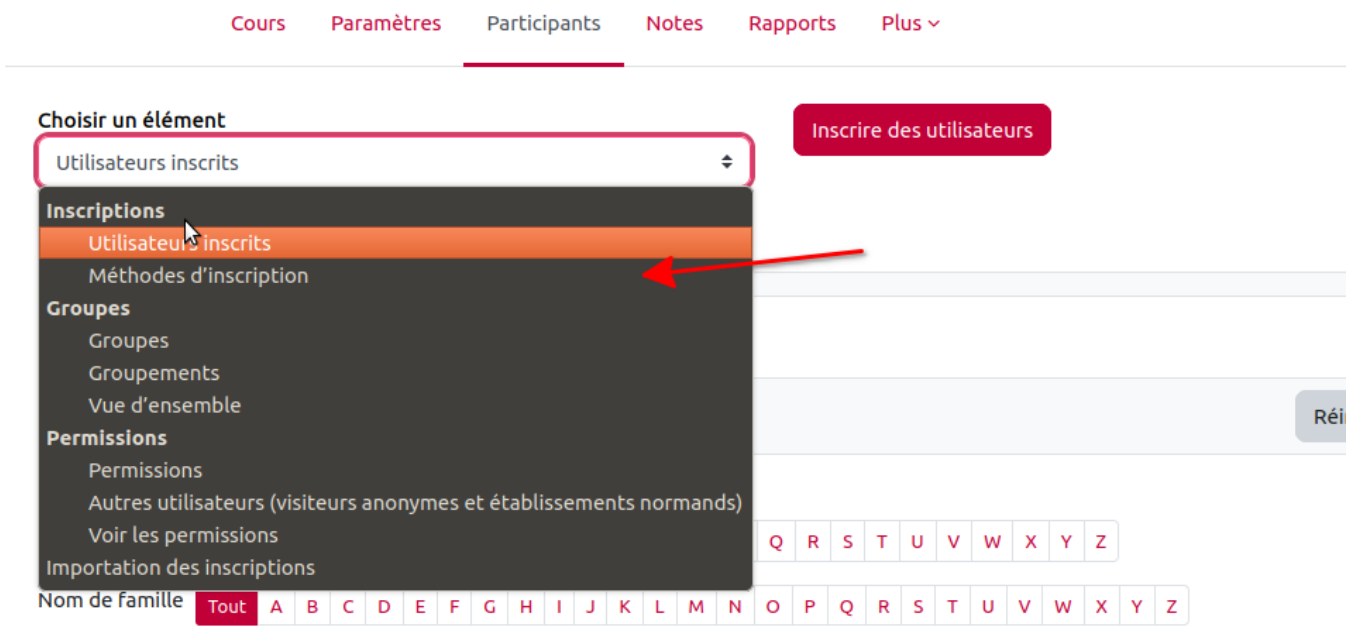 Cours Paramètres Participants Notes Rapports Plus
Choisir un élément
Inscrire des utilisateurs
Utilisateurs inscrits
Inscriptions
Utilisateurs inscrits
Méthodes d'inscription
Groupes
Groupes
Groupements
Vue d'ensemble
Réi
Permissions
Permissions
Autres utilisateurs (visiteurs anonymes et établissements normands)
Voir les permissions
Q R S T U V W X Y Z
Importation des inscriptions
Nom de famille Tout A B C D E F G H I J K L M N O P Q R S T U V W X Y Z